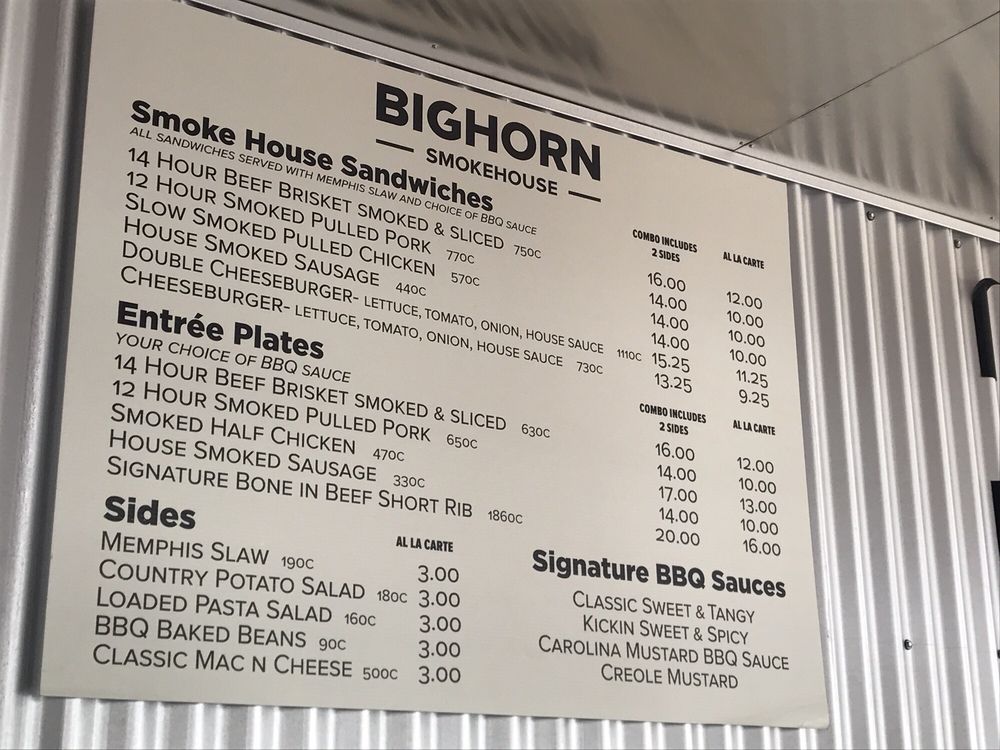 BIGHORN
SMOKEHOUSE
Smoke House Sandwiches
ALL SANDWICHES SERVED WITH MEMPHIS SLAW AND CHOICE OF BBQ SAUCE
COMBO INCLUDES 2 SIDES AL LA CARTE
14 HOUR BEEF BRISKET SMOKED & SLICED 750C 16.00 12.00
12 HOUR SMOKED PULLED PORK 770C 14.00 10.00
SLOW SMOKED PULLED CHICKEN 570C 14.00 10.00
HOUSE SMOKED SAUSAGE 440C 14.00 10.00
DOUBLE CHEESEBURGER- LETTUCE, TOMATO, ONION, HOUSE SAUCE 1110C 15.25 11.25
CHEESEBURGER- LETTUCE, TOMATO, ONION, HOUSE SAUCE 730C 13.25 9.25
Entrée Plates
YOUR CHOICE OF BBQ SAUCE
COMBO INCLUDES 2 SIDES AL LA CARTE
14 HOUR BEEF BRISKET SMOKED & SLICED 630C 16.00 12.00
12 HOUR SMOKED PULLED PORK 650C 14.00 10.00
SMOKED HALF CHICKEN 470C 17.00 13.00
HOUSE SMOKED SAUSAGE 330C 14.00 10.00
SIGNATURE BONE IN BEEF SHORT RIB 1860C 20.00 16.00
Sides
AL LA CARTE
MEMPHIS SLAW 190C 3.00
COUNTRY POTATO SALAD 180C 3.00
LOADED PASTA SALAD 160C 3.00
BBQ BAKED BEANS 90C 3.00
CLASSIC MAC N CHEESE 500C 3.00
Signature BBQ Sauces
CLASSIC SWEET & TANGY
KICKIN SWEET & SPICY
CAROLINA MUSTARD BBQ SAUCE
CREOLE MUSTARD